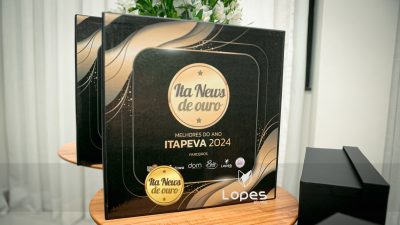 Ita News
de ouro
MELHORES DO ANO
ITAPEVA 2024
PARCEIROS
dom
Ita News
de ouro
Lopes